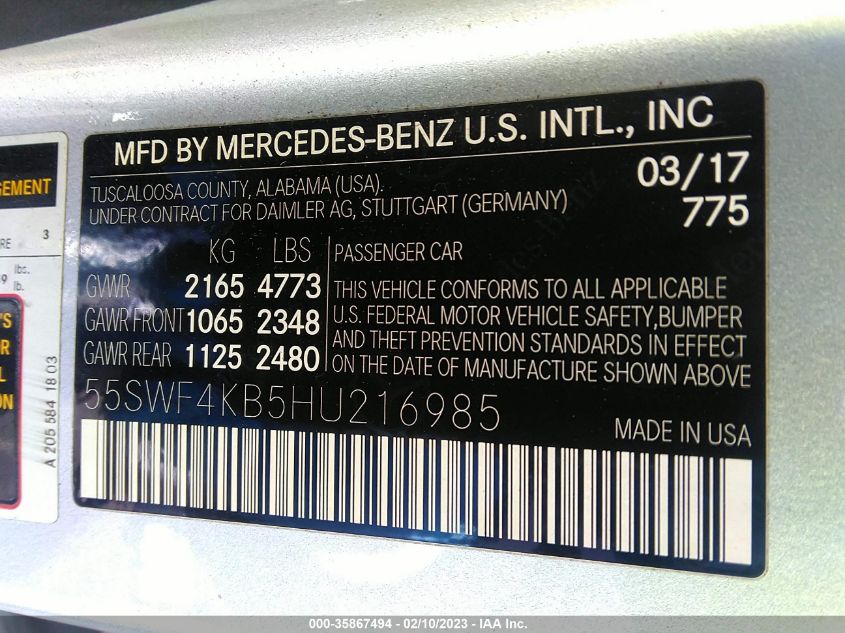 MFD BY MERCEDES-BENZ U.S. INTL., INC
TUSCALOOSA COUNTY, ALABAMA (USA).
03/17
UNDER CONTRACT FOR DAIMLER AG, STUTTGART (GERMANY)
775
KG LBS
GVWR 2165 4773
GAWR FRONT 1065 2348
GAWR REAR 1125 2480
PASSENGER CAR
THIS VEHICLE CONFORMS TO ALL APPLICABLE
U.S. FEDERAL MOTOR VEHICLE SAFETY,BUMPER
AND THEFT PREVENTION STANDARDS IN EFFECT
ON THE DATE OF MANUFACTURE SHOWN ABOVE
55SWF4KB5HU216985
MADE IN USA
3
lbs.
lb.
A 205 584 18 03
000-35867494 - 02/10/2023 - IAA Inc.